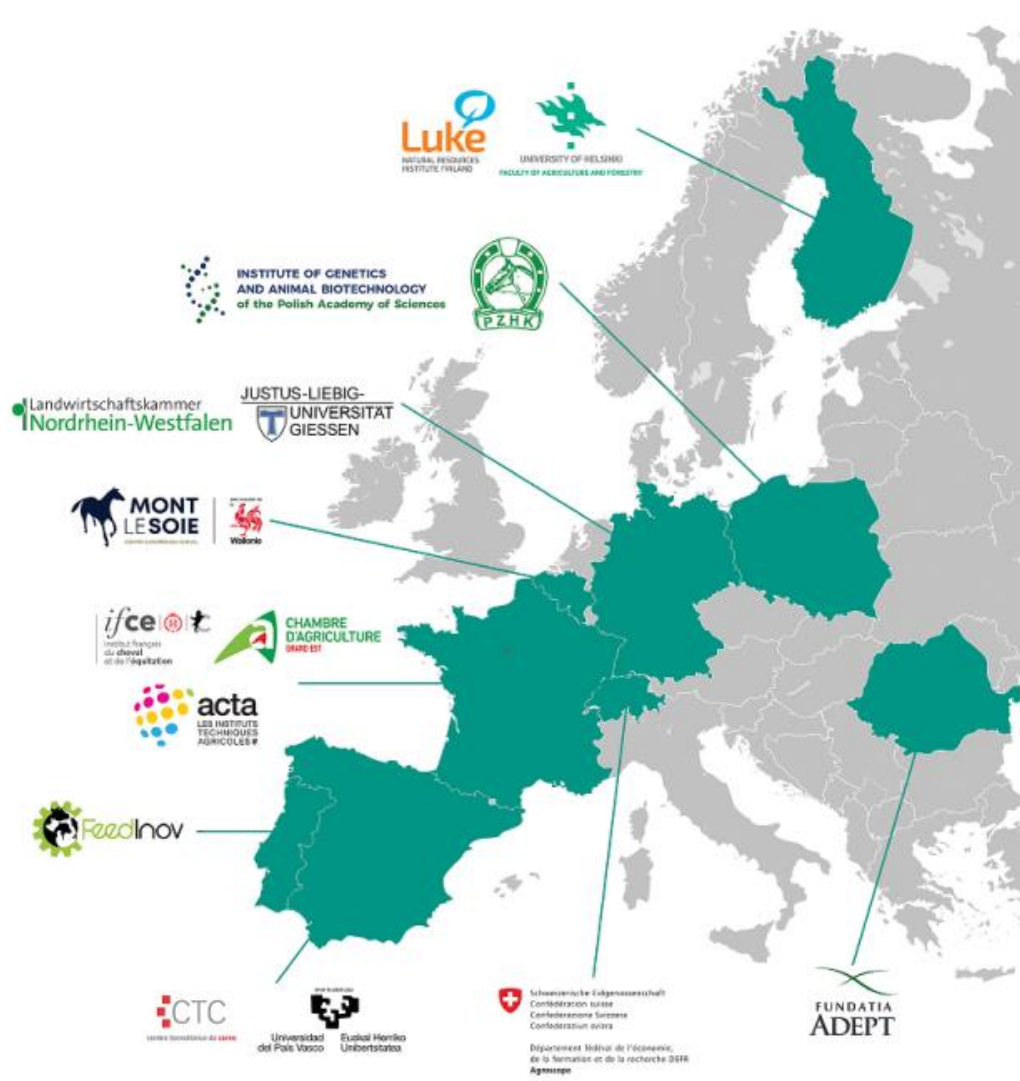 Luke
NATURAL RESOURCES
INSTITUTE FINLAND
UNIVERSITY OF HELSINKI
FACULTY OF AGRICULTURE AND FORESTRY
INSTITUTE OF GENETICS
AND ANIMAL BIOTECHNOLOGY
of the Polish Academy of Sciences
PZHK
Landwirtschaftskammer
Nordrhein-Westfalen
JUSTUS-LIEBIG-
UNIVERSITÄT
GIESSEN
MONT
LE SOIE
Wallonie
ifce
institut français
du cheval
et de l'équitation
CHAMBRE
D'AGRICULTURE
GRAND EST
acta
LES INSTITUTS
TECHNIQUES
AGRICOLES
FeedInov
CTC
Universidad
del País Vasco
Euskal Herriko
Unibertsitatea
Schweizerische Eidgenossenschaft
Confédération suisse
Confederazione Svizzera
Confederaziun svizra
Département fédéral de l'économie,
de la formation et de la recherche DEFR
Agroscope
FUNDATIA
ADEPT